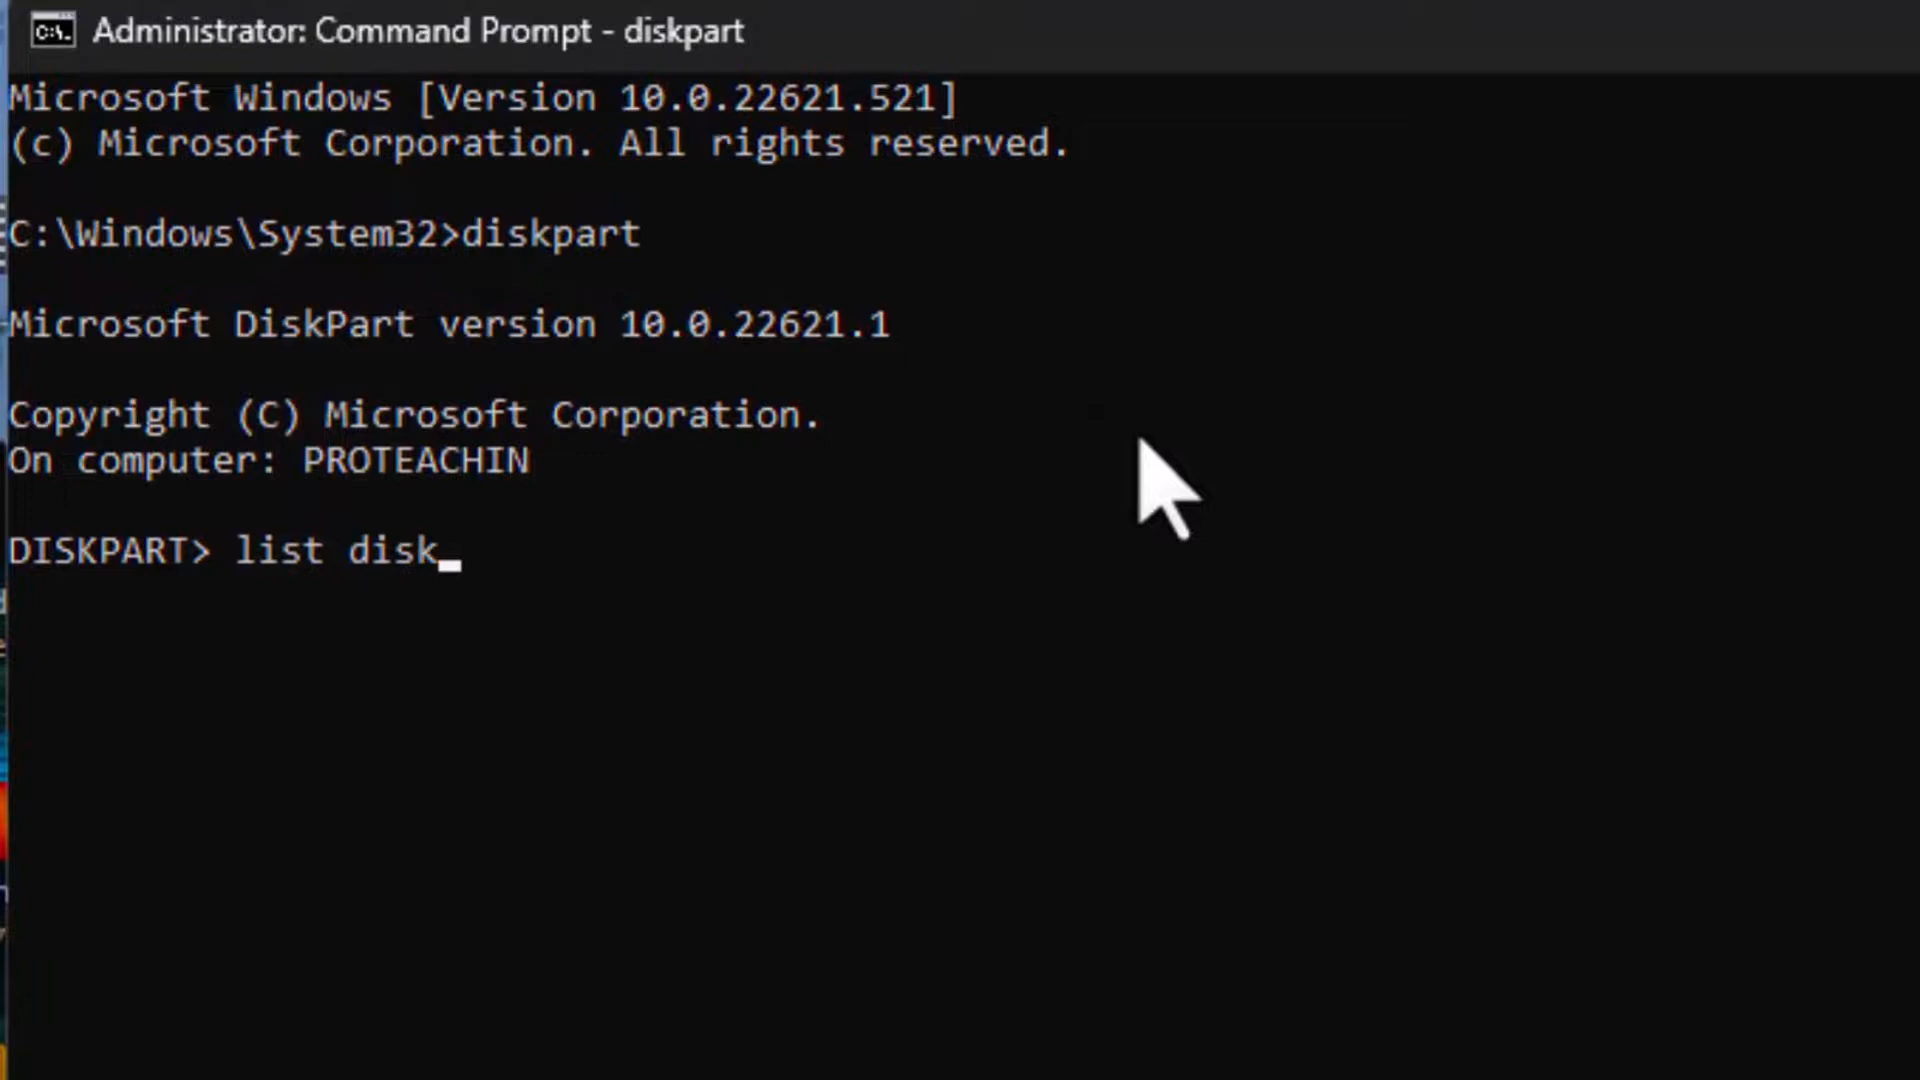 Administrator: Command Prompt - diskpart
Microsoft Windows [Version 10.0.22621.521]
(c) Microsoft Corporation. All rights reserved.
C:\Windows\System32>diskpart
Microsoft DiskPart version 10.0.22621.1
Copyright (C) Microsoft Corporation.
On computer: PROTEACHIN
DISKPART> list disk